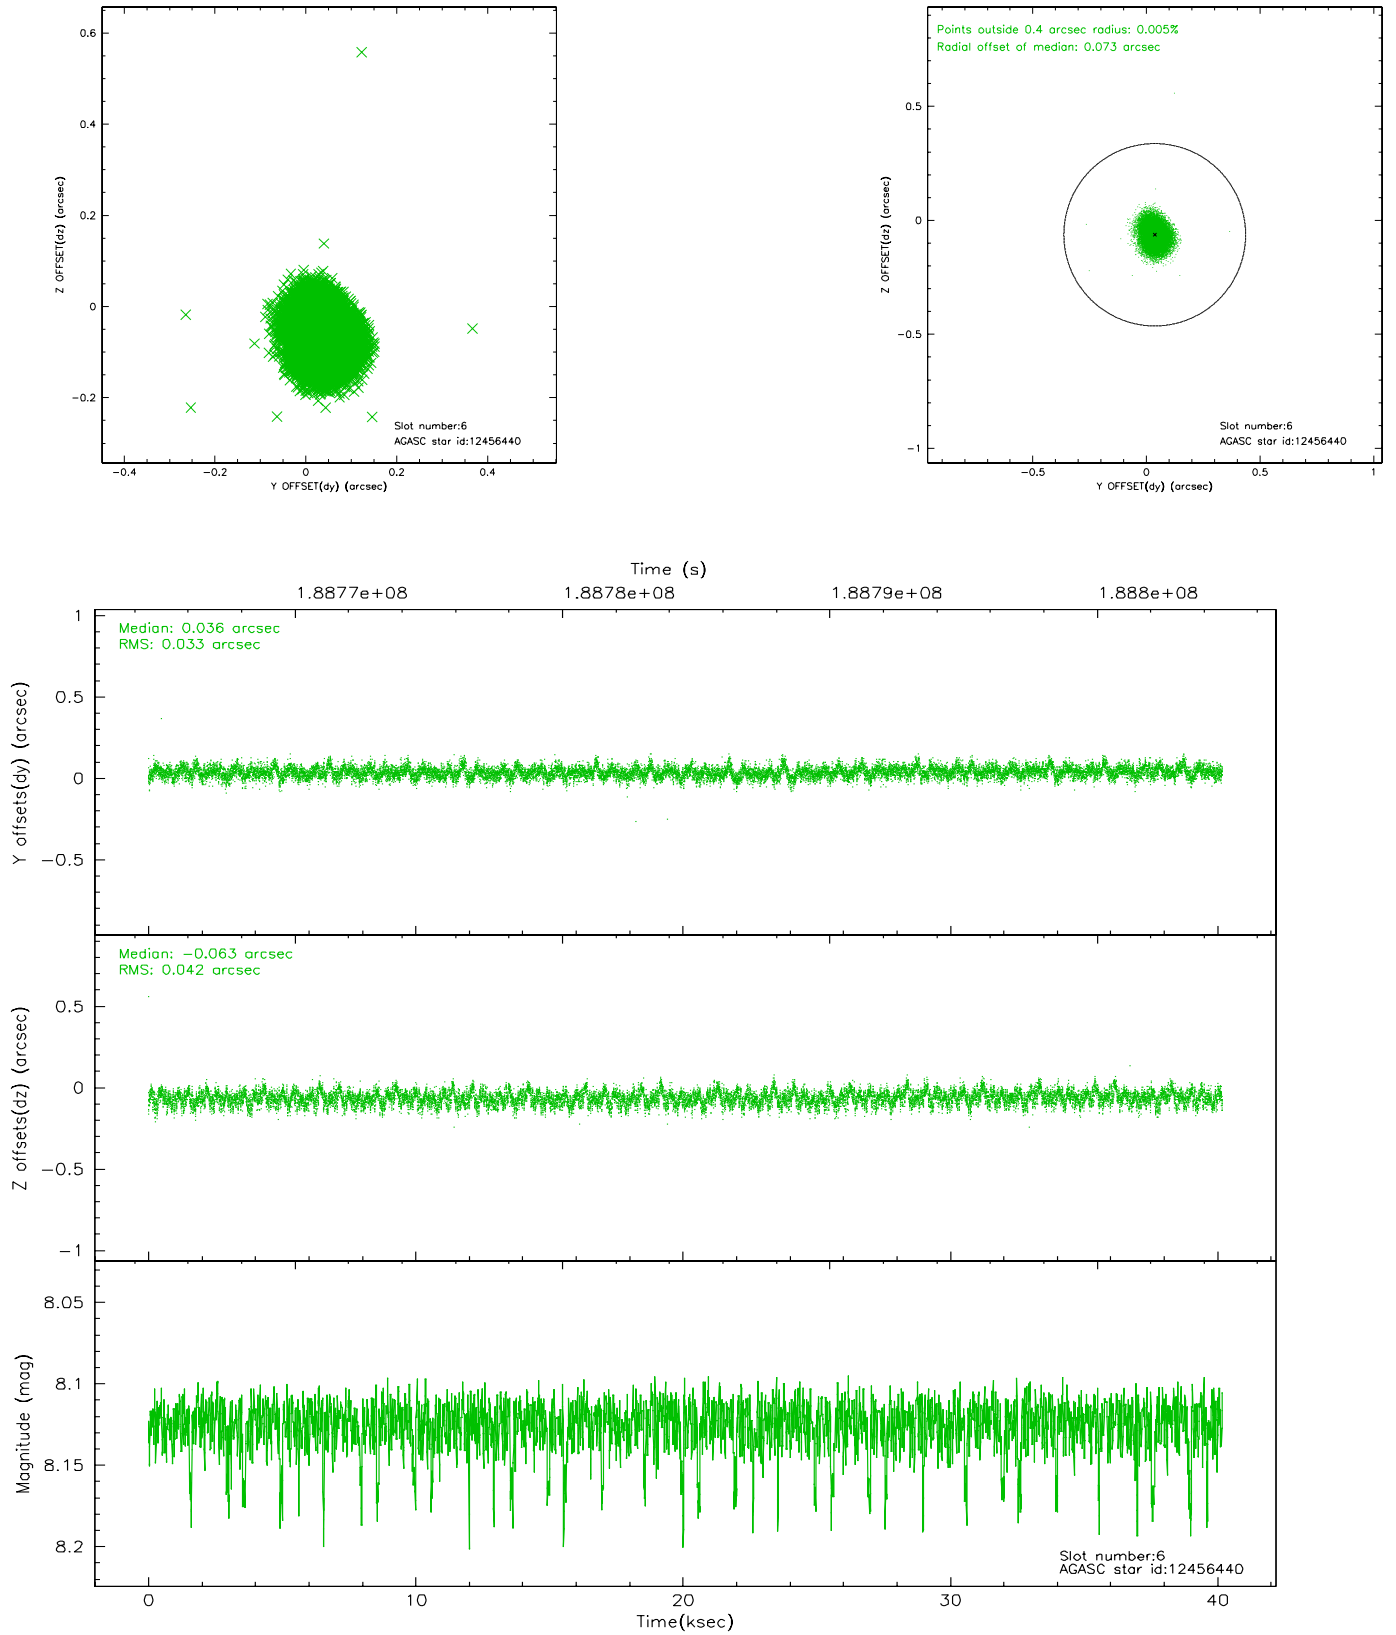 0.6
0.4
0.2
0
−0.2
Z OFFSET(dz) (arcsec)
Slot number:6
AGASC star id:12456440
−0.4
−0.2
0
0.2
0.4
Y OFFSET(dy) (arcsec)
Points outside 0.4 arcsec radius: 0.005%
Radial offset of median: 0.073 arcsec
0.5
0
−0.5
−1
Z OFFSET(dz) (arcsec)
Slot number:6
AGASC star id:12456440
−0.5
0
0.5
1
Y OFFSET(dy) (arcsec)
Time (s)
1.8877e+08
1.8878e+08
1.8879e+08
1.888e+08
Median: 0.036 arcsec
RMS: 0.033 arcsec
1
0.5
0
−0.5
Y offsets(dy) (arcsec)
Median: −0.063 arcsec
RMS: 0.042 arcsec
0.5
0
−0.5
−1
Z offsets(dz) (arcsec)
8.05
8.1
8.15
8.2
Magnitude (mag)
Slot number:6
AGASC star id:12456440
0
10
20
30
40
Time(ksec)